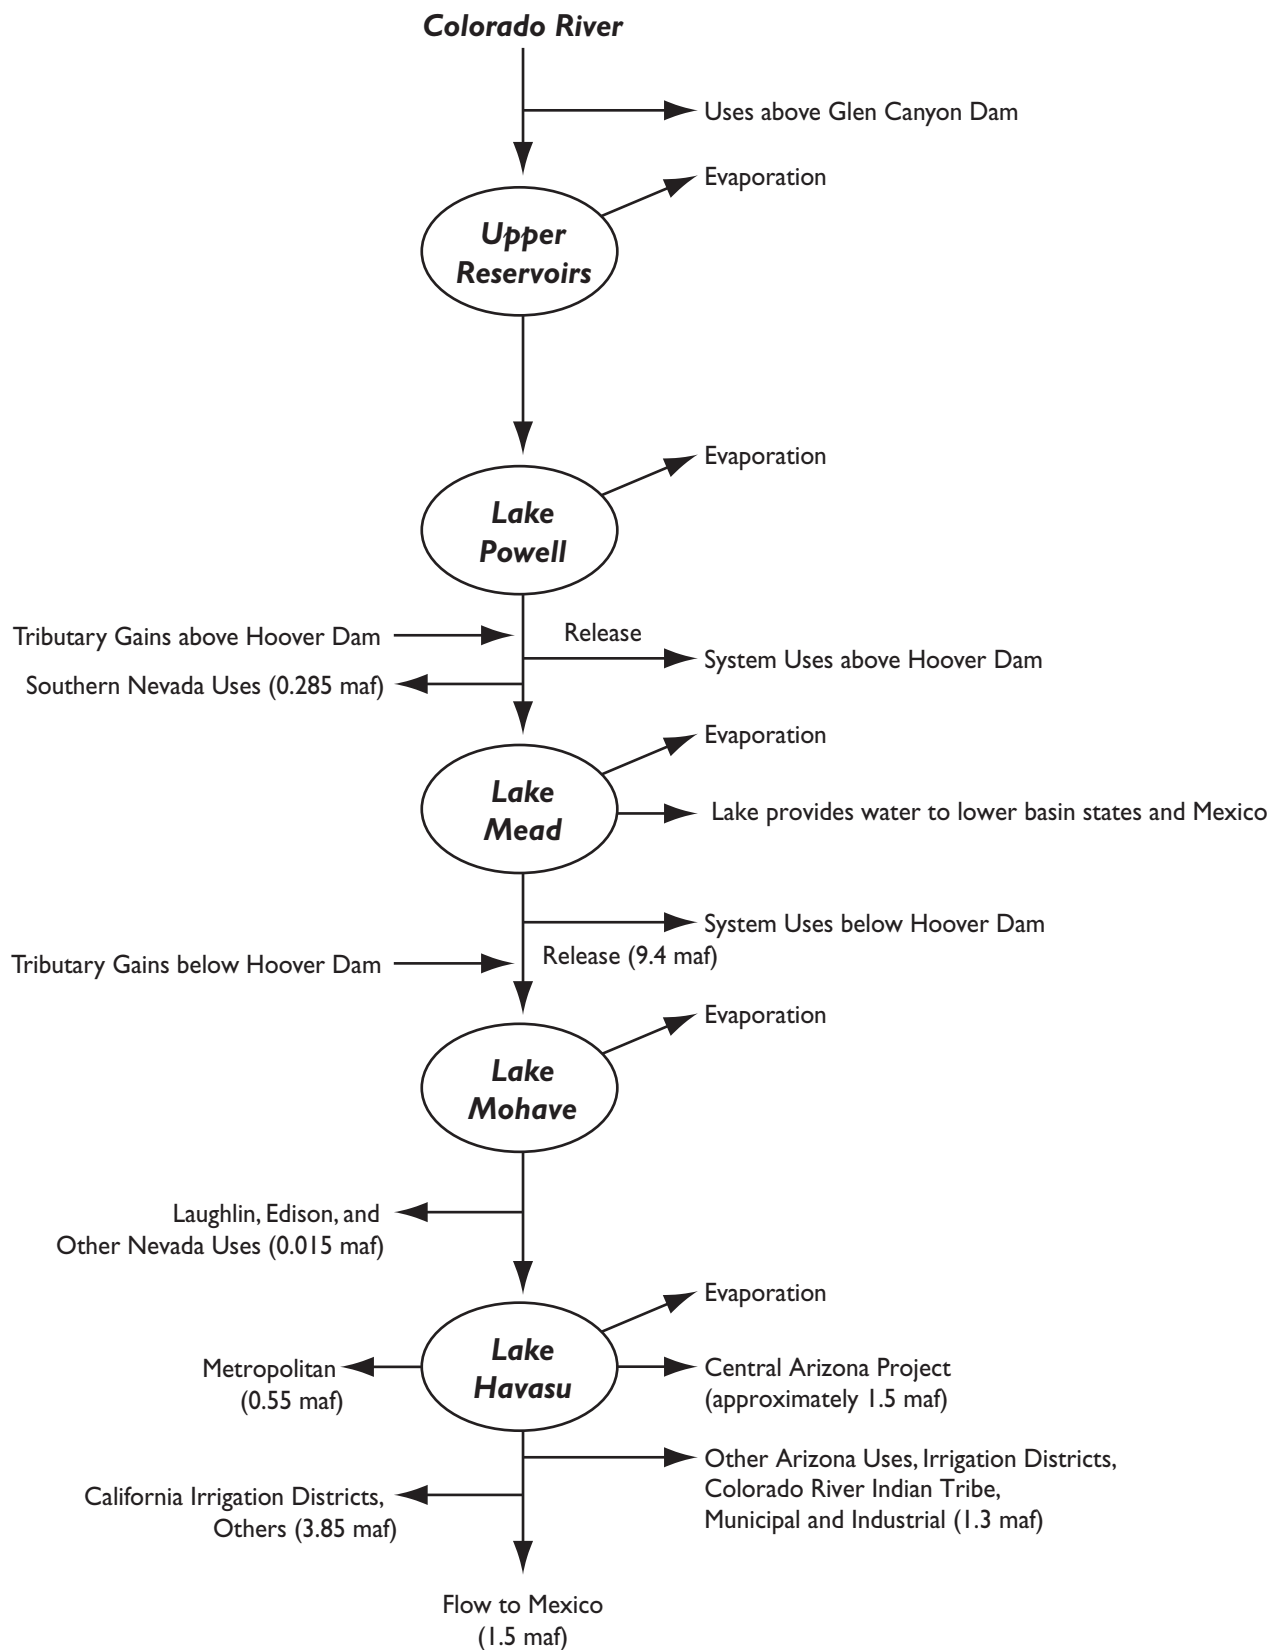 Colorado River
Uses above Glen Canyon Dam
Evaporation
Upper
Reservoirs
Evaporation
Lake
Powell
Tributary Gains above Hoover Dam
Release
System Uses above Hoover Dam
Southern Nevada Uses (0.285 maf)
Evaporation
Lake
Mead
Lake provides water to lower basin states and Mexico
System Uses below Hoover Dam
Release (9.4 maf)
Tributary Gains below Hoover Dam
Evaporation
Lake
Mohave
Laughlin, Edison, and
Other Nevada Uses (0.015 maf)
Evaporation
Lake
Havasu
Metropolitan
(0.55 maf)
Central Arizona Project
(approximately 1.5 maf)
Other Arizona Uses, Irrigation Districts,
Colorado River Indian Tribe,
Municipal and Industrial (1.3 maf)
California Irrigation Districts,
Others (3.85 maf)
Flow to Mexico
(1.5 maf)